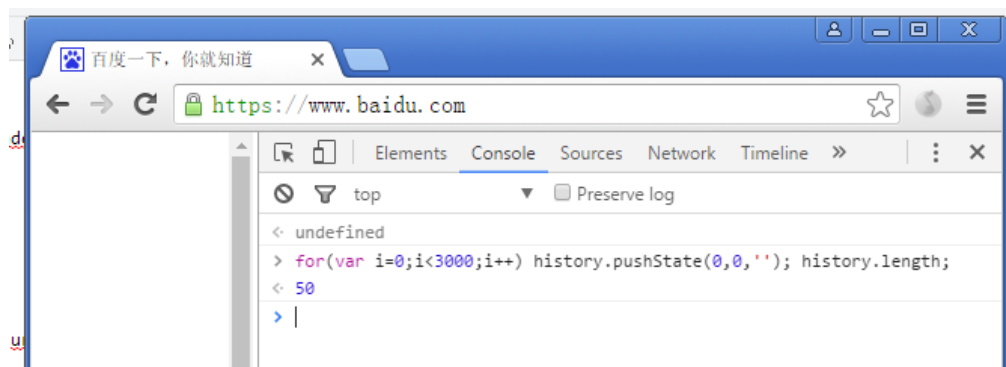 百度一下，你就知道
https://www.baidu.com
Elements Console Sources Network Timeline »
top Preserve log
undefined
for(var i=0;i<3000;i++) history.pushState(0,0,''); history.length;
50